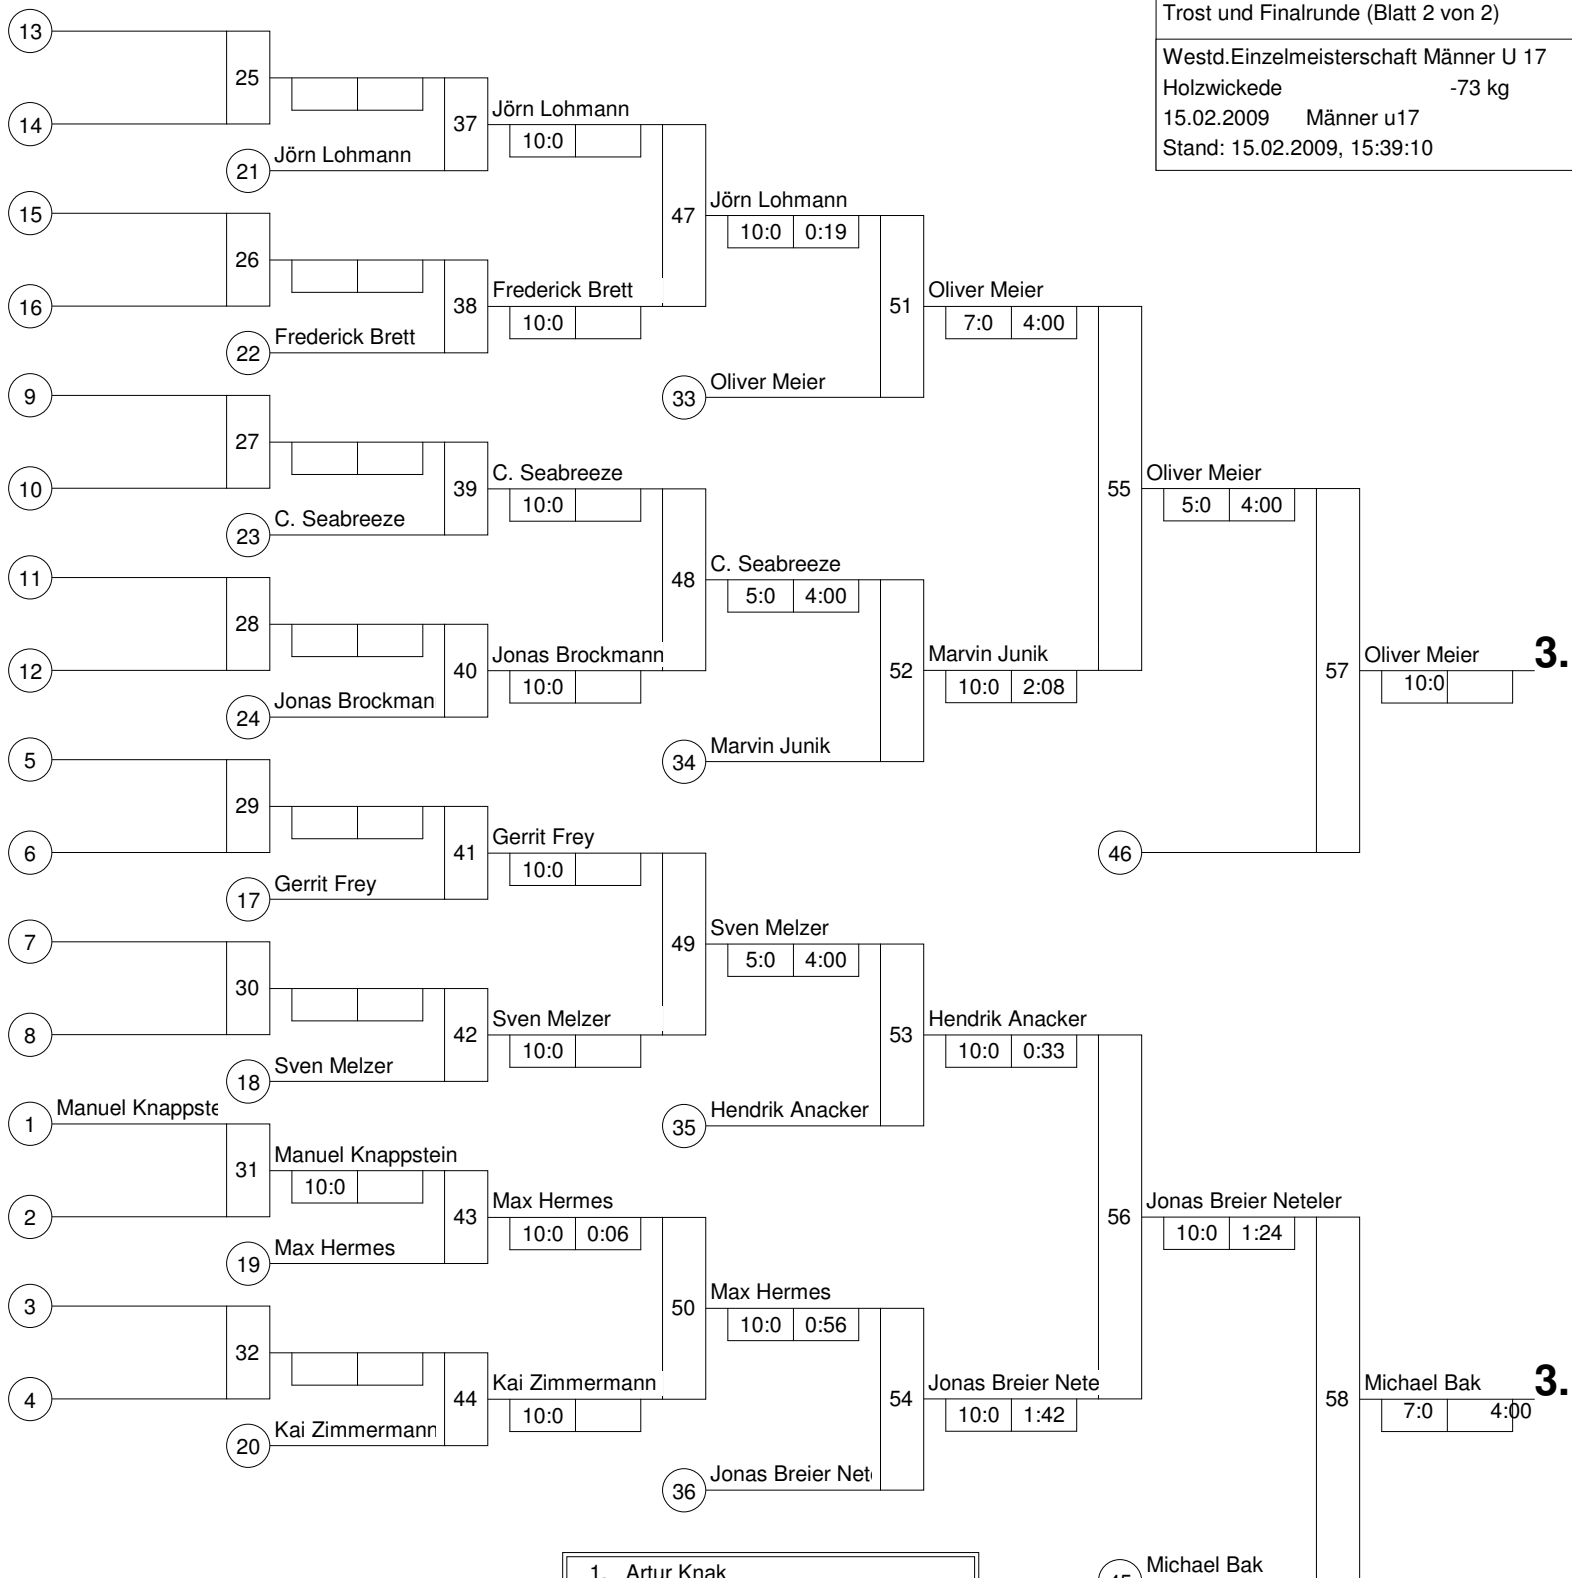 Trost und Finalrunde (Blatt 2 von 2)
Westd.Einzelmeisterschaft Männer U 17
Holzwickede -73 kg
15.02.2009 Männer u17
Stand: 15.02.2009, 15:39:10
13
25
14
37
Jörn Lohmann
10:0
21
Jörn Lohmann
15
47
Jörn Lohmann
10:0 0:19
26
16
38
Frederick Brett
10:0
22
Frederick Brett
51
Oliver Meier
7:0 4:00
33
Oliver Meier
9
27
10
39
C. Seabreeze
10:0
23
C. Seabreeze
55
Oliver Meier
5:0 4:00
11
48
C. Seabreeze
5:0 4:00
28
12
40
Jonas Brockmann
10:0
24
Jonas Brockman
52
Marvin Junik
10:0 2:08
34
Marvin Junik
57
Oliver Meier
3.
10:0
5
29
6
41
Gerrit Frey
10:0
46
17
Gerrit Frey
7
49
Sven Melzer
5:0 4:00
30
8
42
Sven Melzer
10:0
18
Sven Melzer
53
Hendrik Anacker
10:0 0:33
35
Hendrik Anacker
1
Manuel Knappste
31
Manuel Knappstein
10:0
2
43
Max Hermes
10:0 0:06
19
Max Hermes
56
Jonas Breier Neteler
10:0 1:24
3
50
Max Hermes
10:0 0:56
32
4
44
Kai Zimmermann
10:0
20
Kai Zimmermann
54
Jonas Breier Nete
10:0 1:42
36
Jonas Breier Net
58
Michael Bak
3.
7:0 4:00
1. Artur Knak
45
Michael Bak